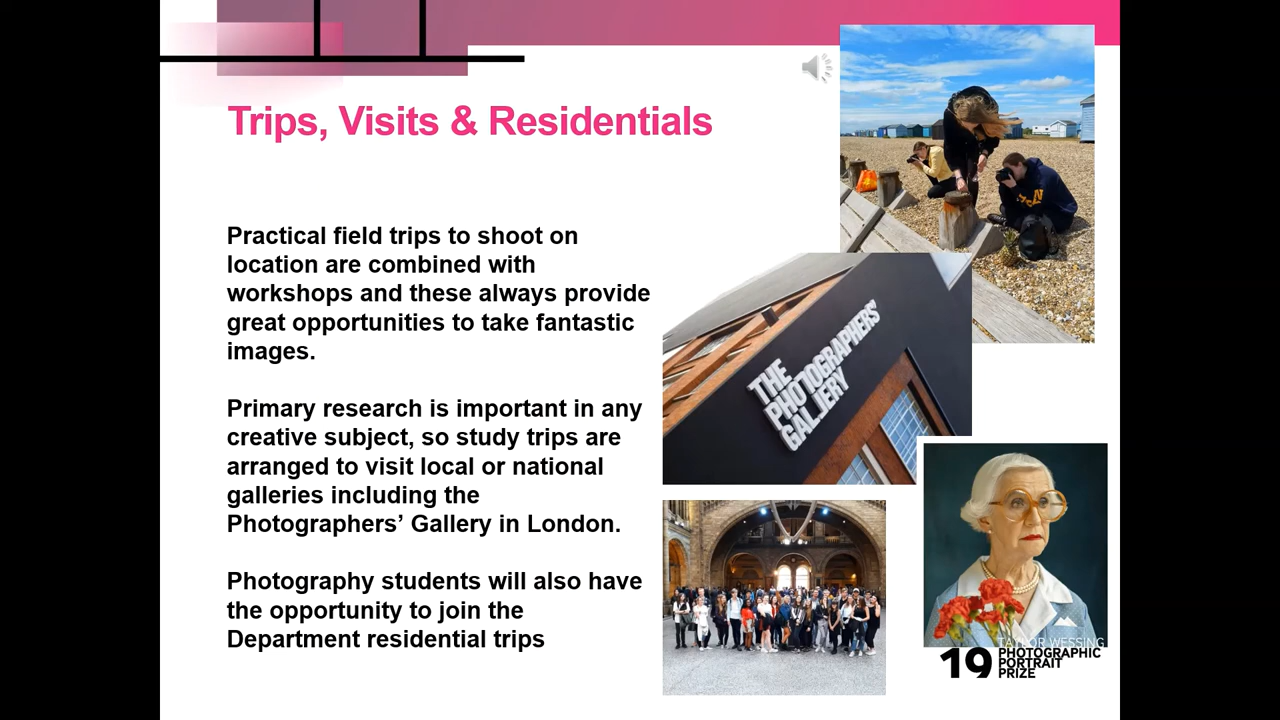 Trips, Visits & Residentials
Practical field trips to shoot on
location are combined with
workshops and these always provide
great opportunities to take fantastic
images.
Primary research is important in any
creative subject, so study trips are
arranged to visit local or national
galleries including the
Photographers’ Gallery in London.
Photography students will also have
the opportunity to join the
Department residential trips
THE
PHOTOGRAPHERS'
GALLERY
TAYLOR WESSING
19
PHOTOGRAPHIC
PORTRAIT
PRIZE